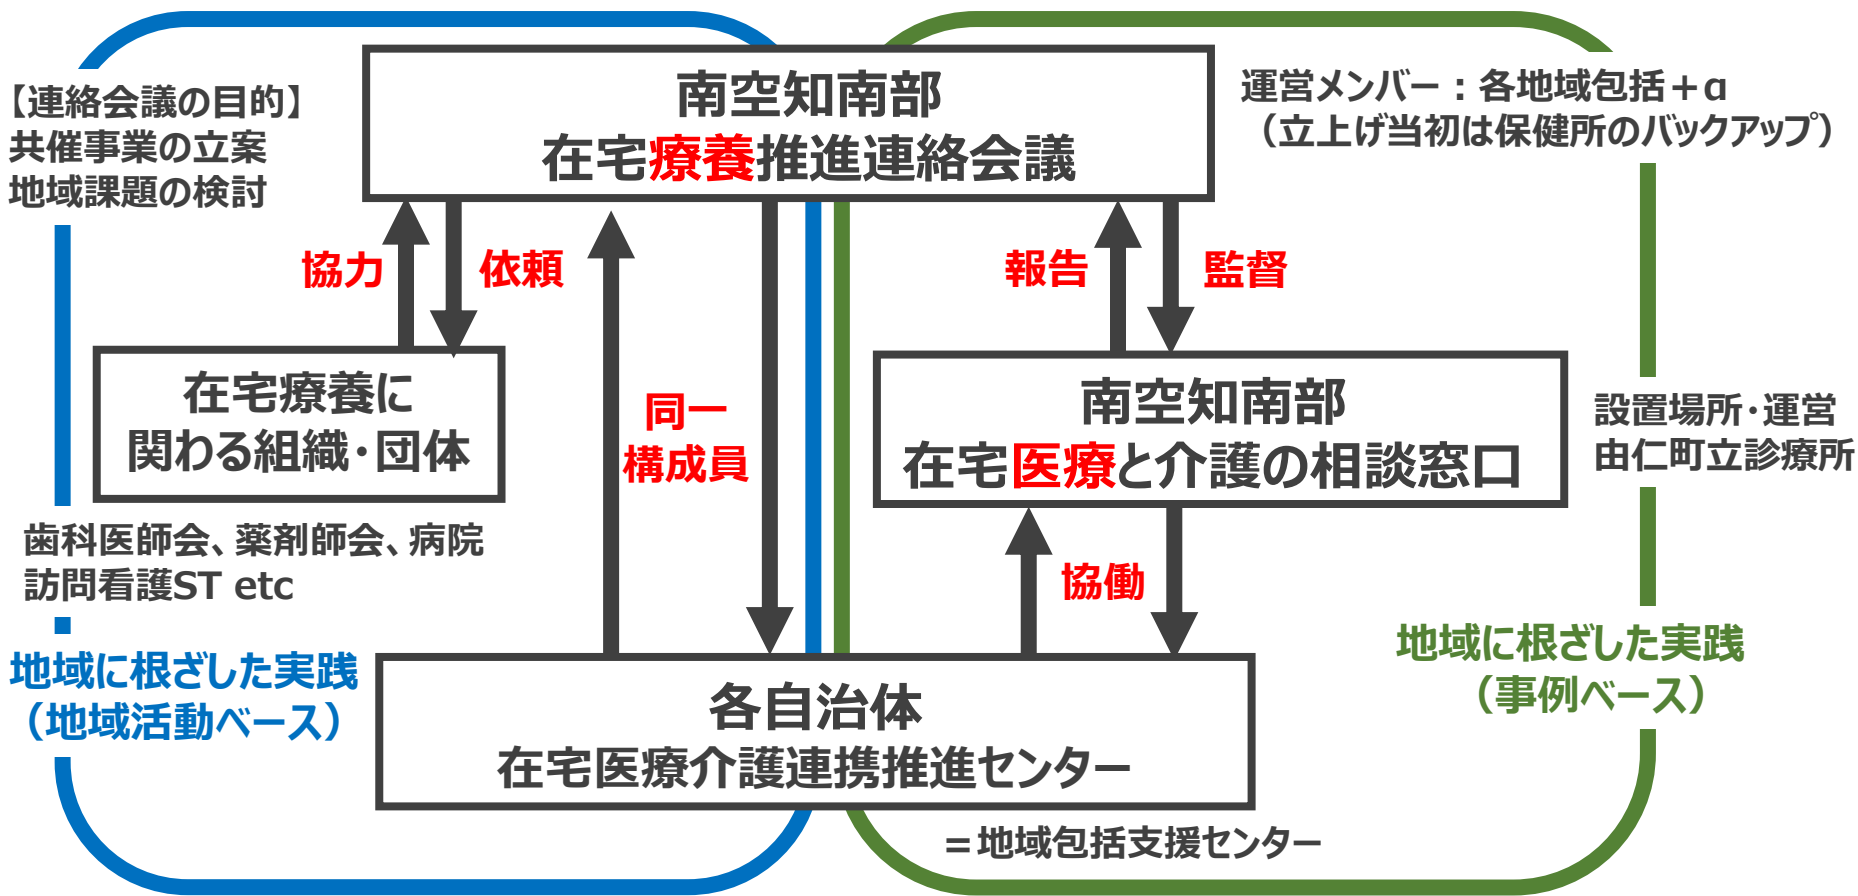 南空知南部
在宅療養推進連絡会議
【連絡会議の目的】
共催事業の立案
地域課題の検討
運営メンバー：各地域包括＋α
（立上げ当初は保健所のバックアップ）
協力
依頼
報告
監督
在宅療養に
関わる組織・団体
同一
構成員
南空知南部
在宅医療と介護の相談窓口
設置場所・運営
由仁町立診療所
歯科医師会、薬剤師会、病院
訪問看護ST etc
協働
地域に根ざした実践
（地域活動ベース）
地域に根ざした実践
（事例ベース）
各自治体
在宅医療介護連携推進センター
＝地域包括支援センター